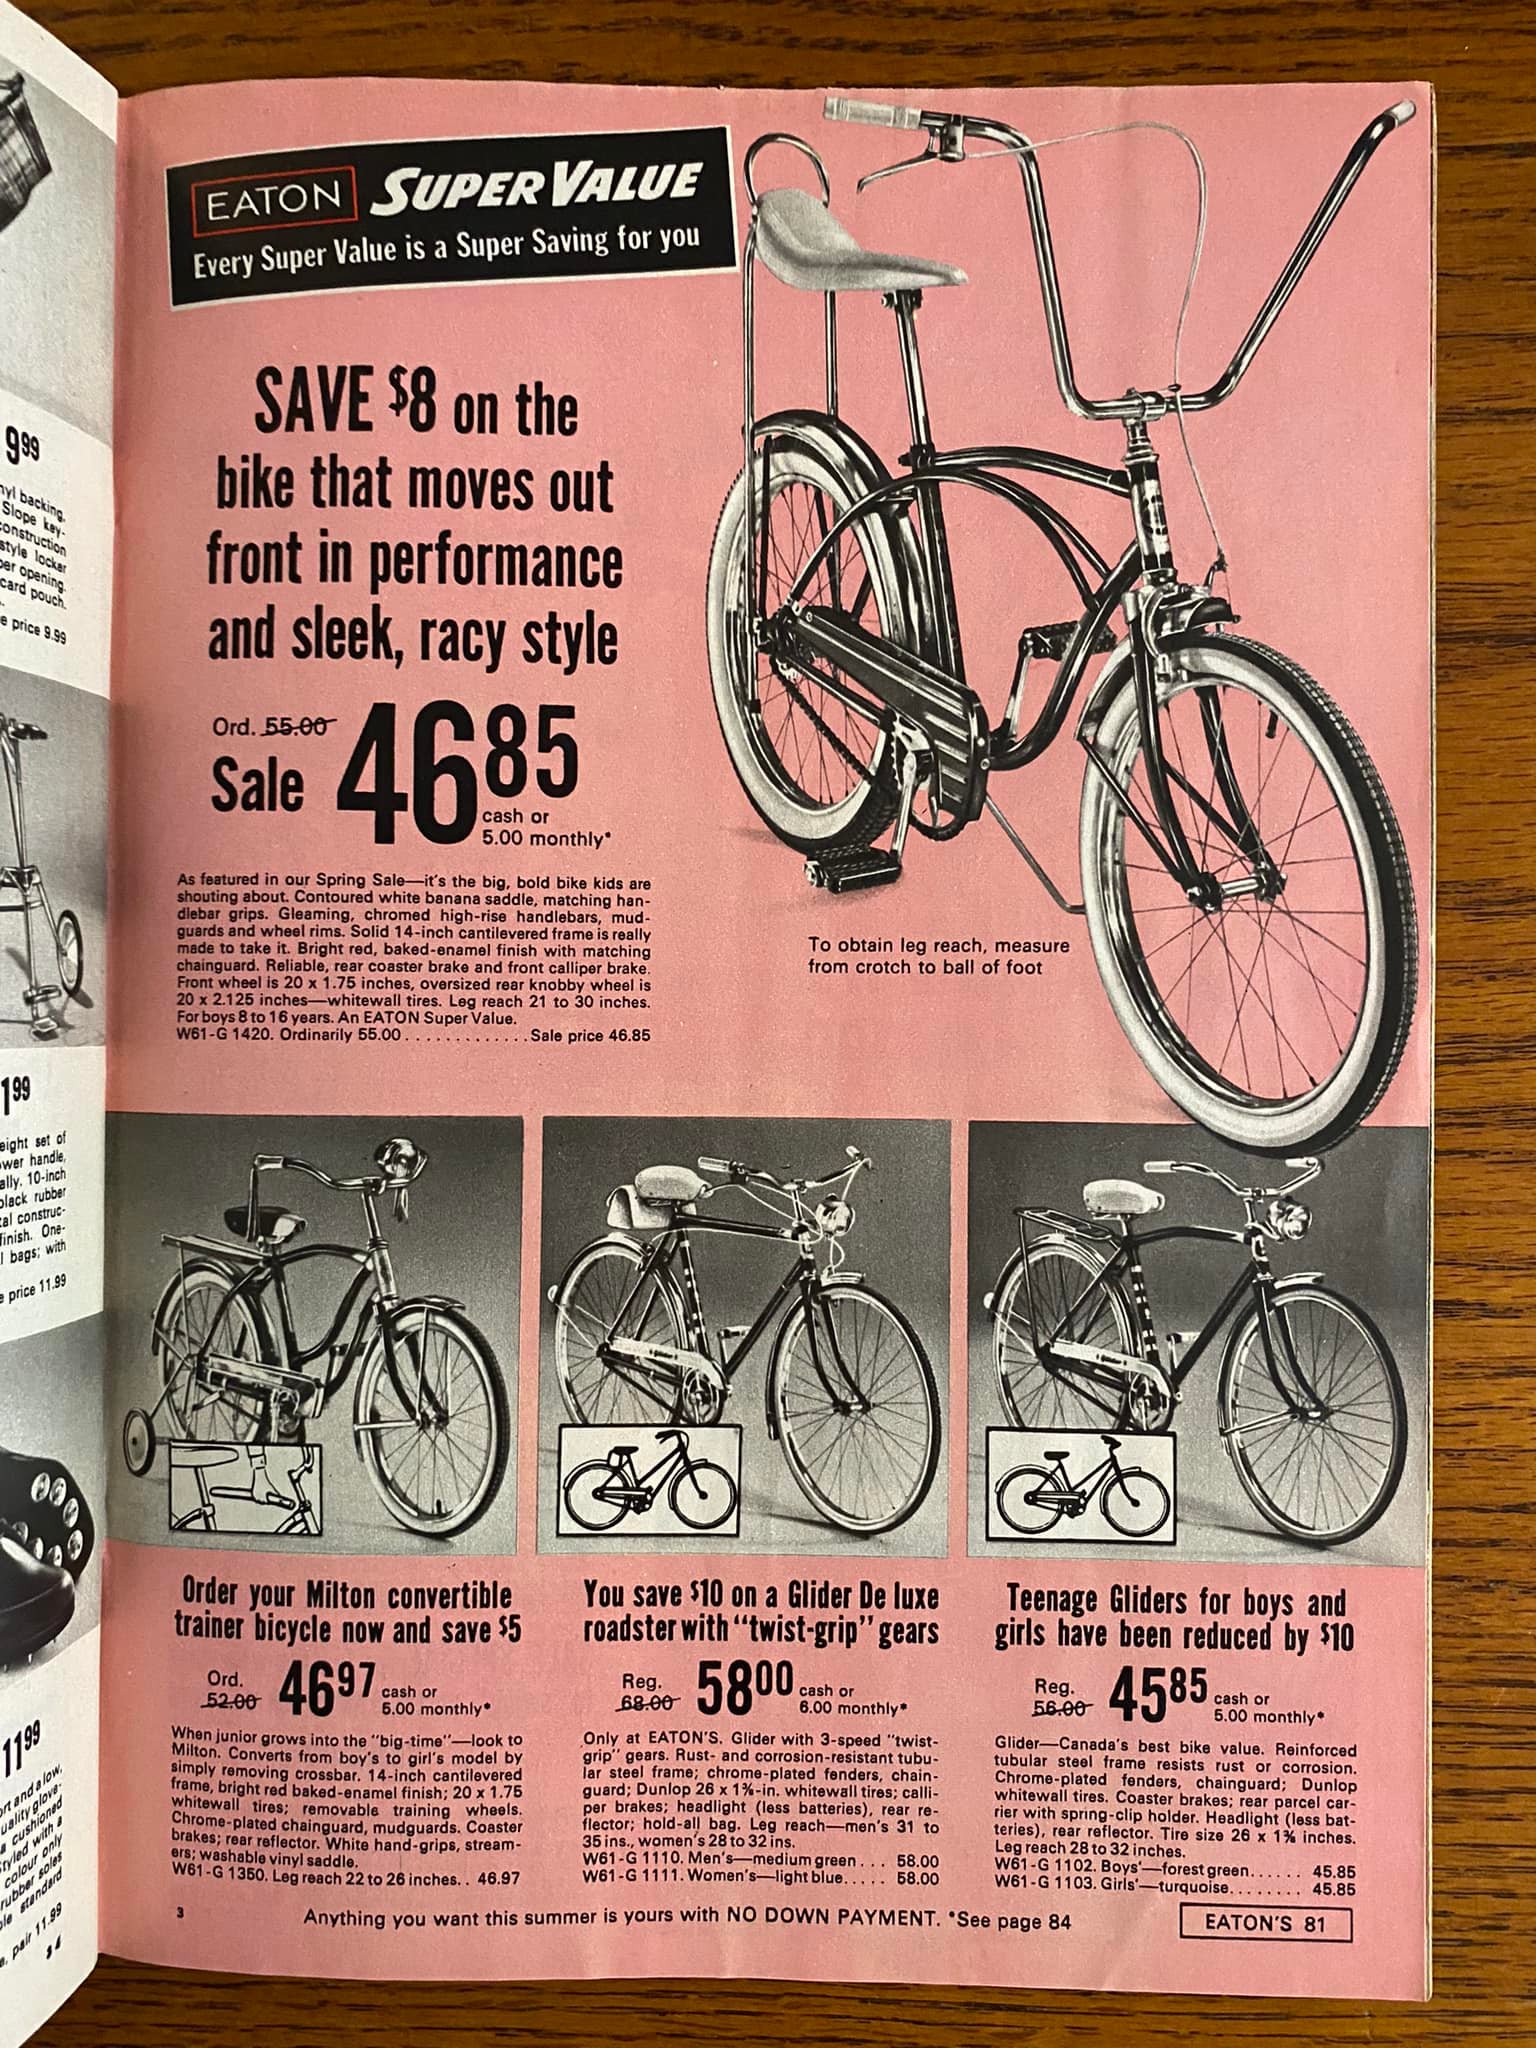 EATON SUPER VALUE
Every Super Value is a Super Saving for you
SAVE $8 on the
bike that moves out
front in performance
and sleek, racy style
Ord. 55.00
Sale 46 85
cash or
5.00 monthly*
As featured in our Spring Sale—it's the big, bold bike kids are
shouting about. Contoured white banana saddle, matching han-
dlebar grips. Gleaming, chromed high-rise handlebars, mud-
guards and wheel rims. Solid 14-inch cantilevered frame is really
made to take it. Bright red, baked-enamel finish with matching
chainguard. Reliable, rear coaster brake and front calliper brake.
Front wheel is 20 x 1.75 inches, oversized rear knobby wheel is
20 x 2.125 inches—whitewall tires. Leg reach 21 to 30 inches.
For boys 8 to 16 years. An EATON Super Value.
W61-G 1420. Ordinarily 55.00 . . . . . . . . . . . . . Sale price 46.85
To obtain leg reach, measure
from crotch to ball of foot
Order your Milton convertible
trainer bicycle now and save $5
Ord.
52.00
46 97
cash or
5.00 monthly*
When junior grows into the "big-time"—look to
Milton. Converts from boy's to girl's model by
simply removing crossbar. 14-inch cantilevered
frame, bright red baked-enamel finish; 20 x 1.75
whitewall tires; removable training wheels.
Chrome-plated chainguard, mudguards. Coaster
brakes; rear reflector. White hand-grips, stream-
ers; washable vinyl saddle.
W61-G 1350. Leg reach 22 to 26 inches. . 46.97
You save $10 on a Glider De luxe
roadster with "twist-grip" gears
Reg.
68.00
58 00
cash or
6.00 monthly*
Only at EATON'S. Glider with 3-speed "twist-
grip" gears. Rust- and corrosion-resistant tubu-
lar steel frame; chrome-plated fenders, chain-
guard; Dunlop 26 x 1⅜-in. whitewall tires; calli-
per brakes; headlight (less batteries), rear re-
flector; hold-all bag. Leg reach—men's 31 to
35 ins., women's 28 to 32 ins.
W61-G 1110. Men's—medium green . . . 58.00
W61-G 1111. Women's—light blue. . . . . 58.00
Teenage Gliders for boys and
girls have been reduced by $10
Reg.
56.00
45 85
cash or
5.00 monthly*
Glider—Canada's best bike value. Reinforced
tubular steel frame resists rust or corrosion.
Chrome-plated fenders, chainguard; Dunlop
whitewall tires. Coaster brakes; rear parcel car-
rier with spring-clip holder. Headlight (less bat-
teries), rear reflector. Tire size 26 x 1⅜ inches.
Leg reach 28 to 32 inches.
W61-G 1102. Boys'—forest green. . . . . . 45.85
W61-G 1103. Girls'—turquoise. . . . . . . . 45.85
3
Anything you want this summer is yours with NO DOWN PAYMENT. *See page 84
EATON'S 81
9 99
backing,
Slope key-
construction
style locker
opening.
card pouch.
price 9.99
1 99
set of
handle,
10-inch
black rubber
construc-
finish. One-
bags; with
price 11.99
11 99
and a low,
glove-
cushioned
Styled with a
colour only
rubber soles
standard
pair 11.99